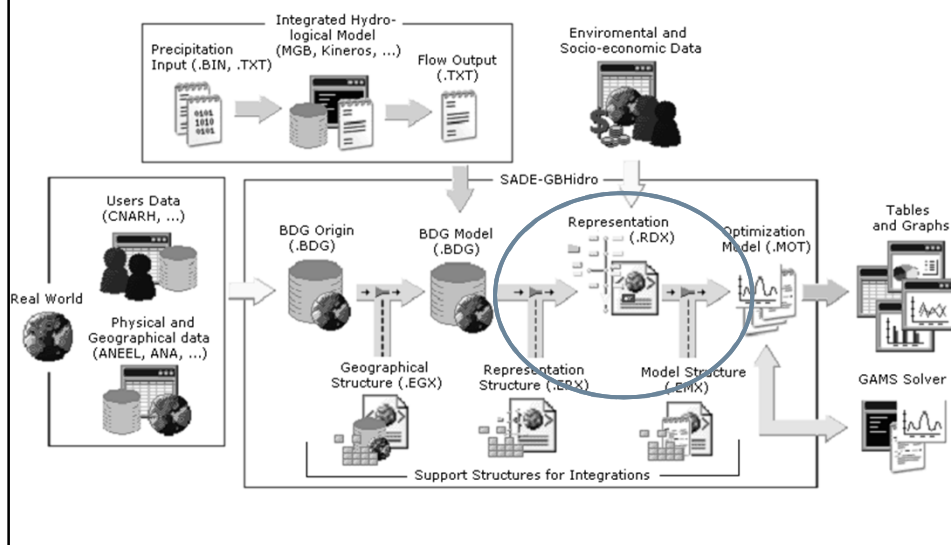 Integrated Hydro-
logical Model
(MGB, Kineros, ...)
Precipitation
Input (.BIN, .TXT)
Flow Output
(.TXT)
0101
1010
0101
Enviromental and
Socio-economic Data
$
SADE-GBHidro
Users Data
(CNARH, ...)
Real World
Physical and
Geographical data
(ANEEL, ANA, ...)
BDG Origin
(.BDG)
BDG Model
(.BDG)
Representation
(.RDX)
Optimization
Model (.MOT)
Tables
and Graphs
Geographical
Structure (.EGX)
Representation
Structure (.ERX)
Model Structure
(.EMX)
GAMS Solver
Support Structures for Integrations